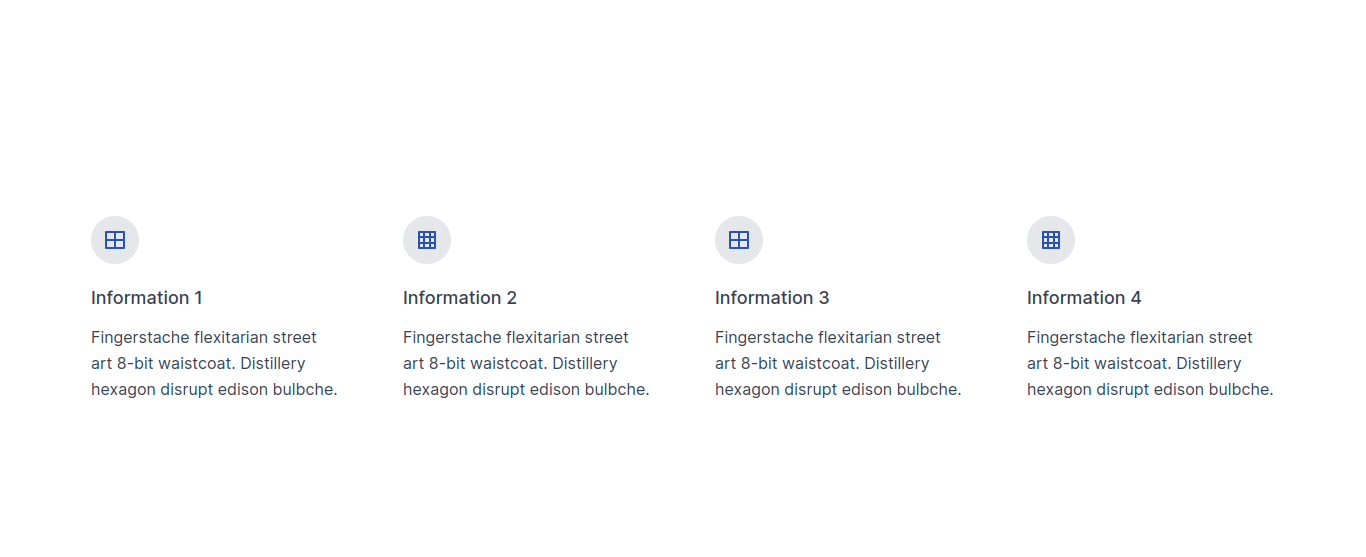 Information 1
Fingerstache flexitarian street
art 8-bit waistcoat. Distillery
hexagon disrupt edison bulbche.
Information 2
Fingerstache flexitarian street
art 8-bit waistcoat. Distillery
hexagon disrupt edison bulbche.
Information 3
Fingerstache flexitarian street
art 8-bit waistcoat. Distillery
hexagon disrupt edison bulbche.
Information 4
Fingerstache flexitarian street
art 8-bit waistcoat. Distillery
hexagon disrupt edison bulbche.